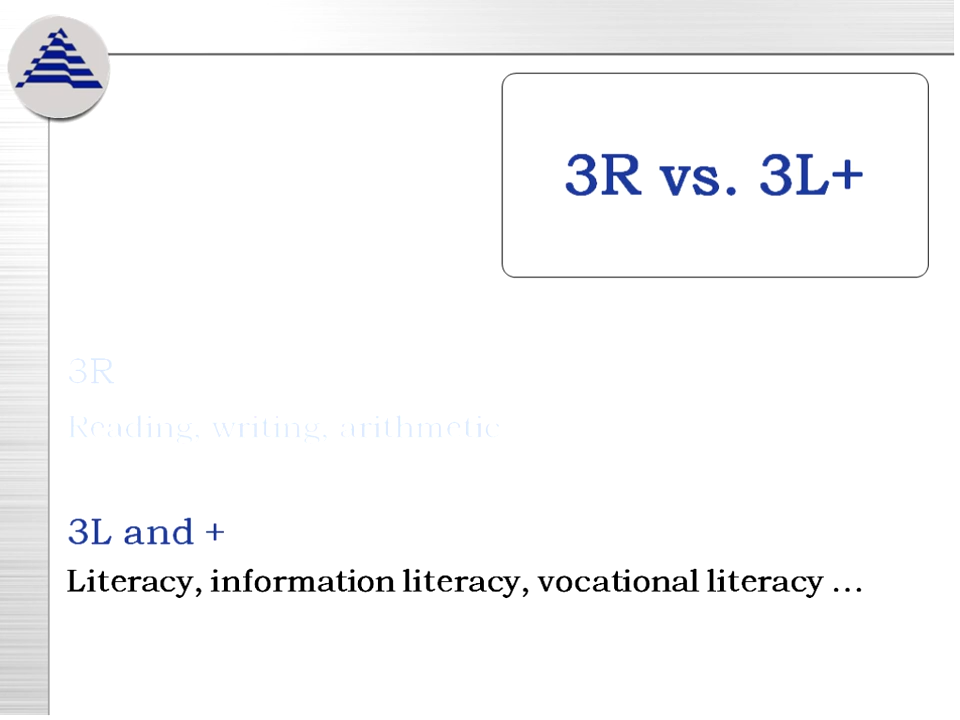 3R vs. 3L+
3R
Reading, writing, arithmetic
3L and +
Literacy, information literacy, vocational literacy …